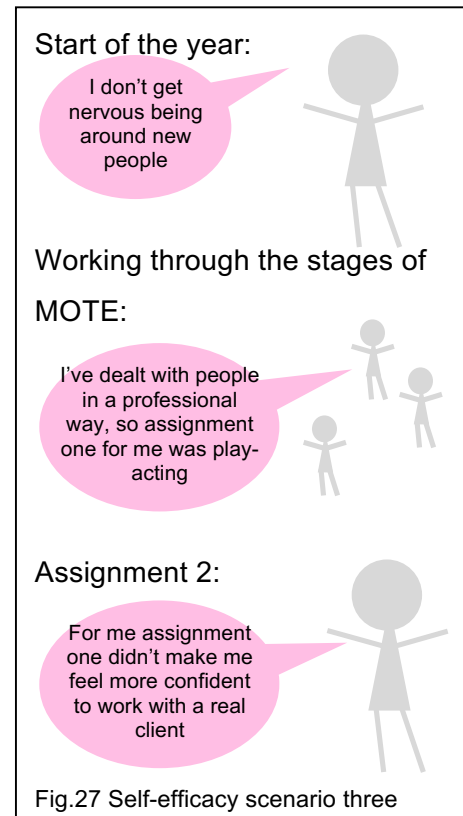 Start of the year:
I don’t get
nervous being
around new
people
Working through the stages of
MOTE:
I’ve dealt with people
in a professional
way, so assignment
one for me was play-
acting
Assignment 2:
For me assignment
one didn’t make me
feel more confident
to work with a real
client
Fig.27 Self-efficacy scenario three